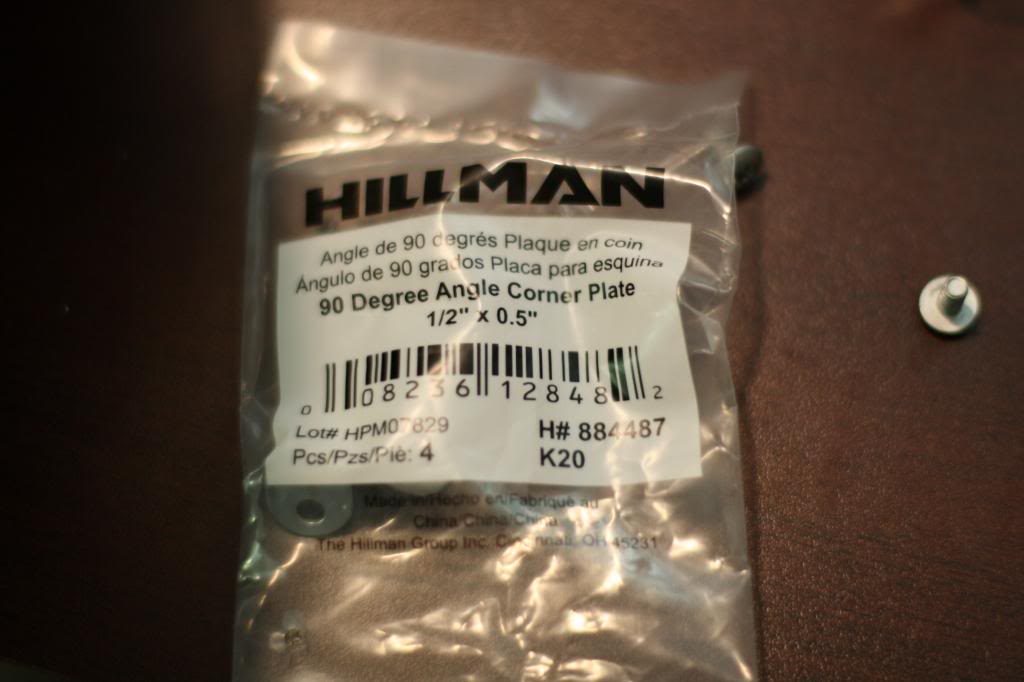 HILLMAN
Angle de 90 degrés Plaque en coin
Ángulo de 90 grados Placa para esquina
90 Degree Angle Corner Plate
1/2" x 0.5"
0 08236 12848 2
Lot# HPM07829
H# 884487
Pcs/Pzs/Piè: 4
K20
Made in/Hecho en/Fabriqué au
China/China/China
The Hillman Group Inc. Cincinnati, OH 45231